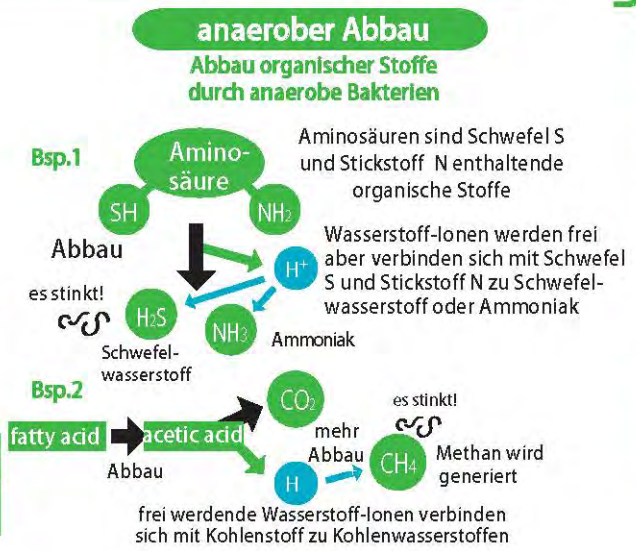 anaerober Abbau
Abbau organischer Stoffe
durch anaerobe Bakterien
Bsp.1
Amino-
säure
SH
NH₂
Aminosäuren sind Schwefel S
und Stickstoff N enthaltende
organische Stoffe
Abbau
H⁺
Wasserstoff-Ionen werden frei
aber verbinden sich mit Schwefel
S und Stickstoff N zu Schwefel-
wasserstoff oder Ammoniak
es stinkt!
H₂S
Schwefel-
wasserstoff
NH₃
Ammoniak
Bsp.2
fatty acid
Abbau
acetic acid
CO₂
H
mehr
Abbau
es stinkt!
CH₄
Methan wird
generiert
frei werdende Wasserstoff-Ionen verbinden
sich mit Kohlenstoff zu Kohlenwasserstoffen